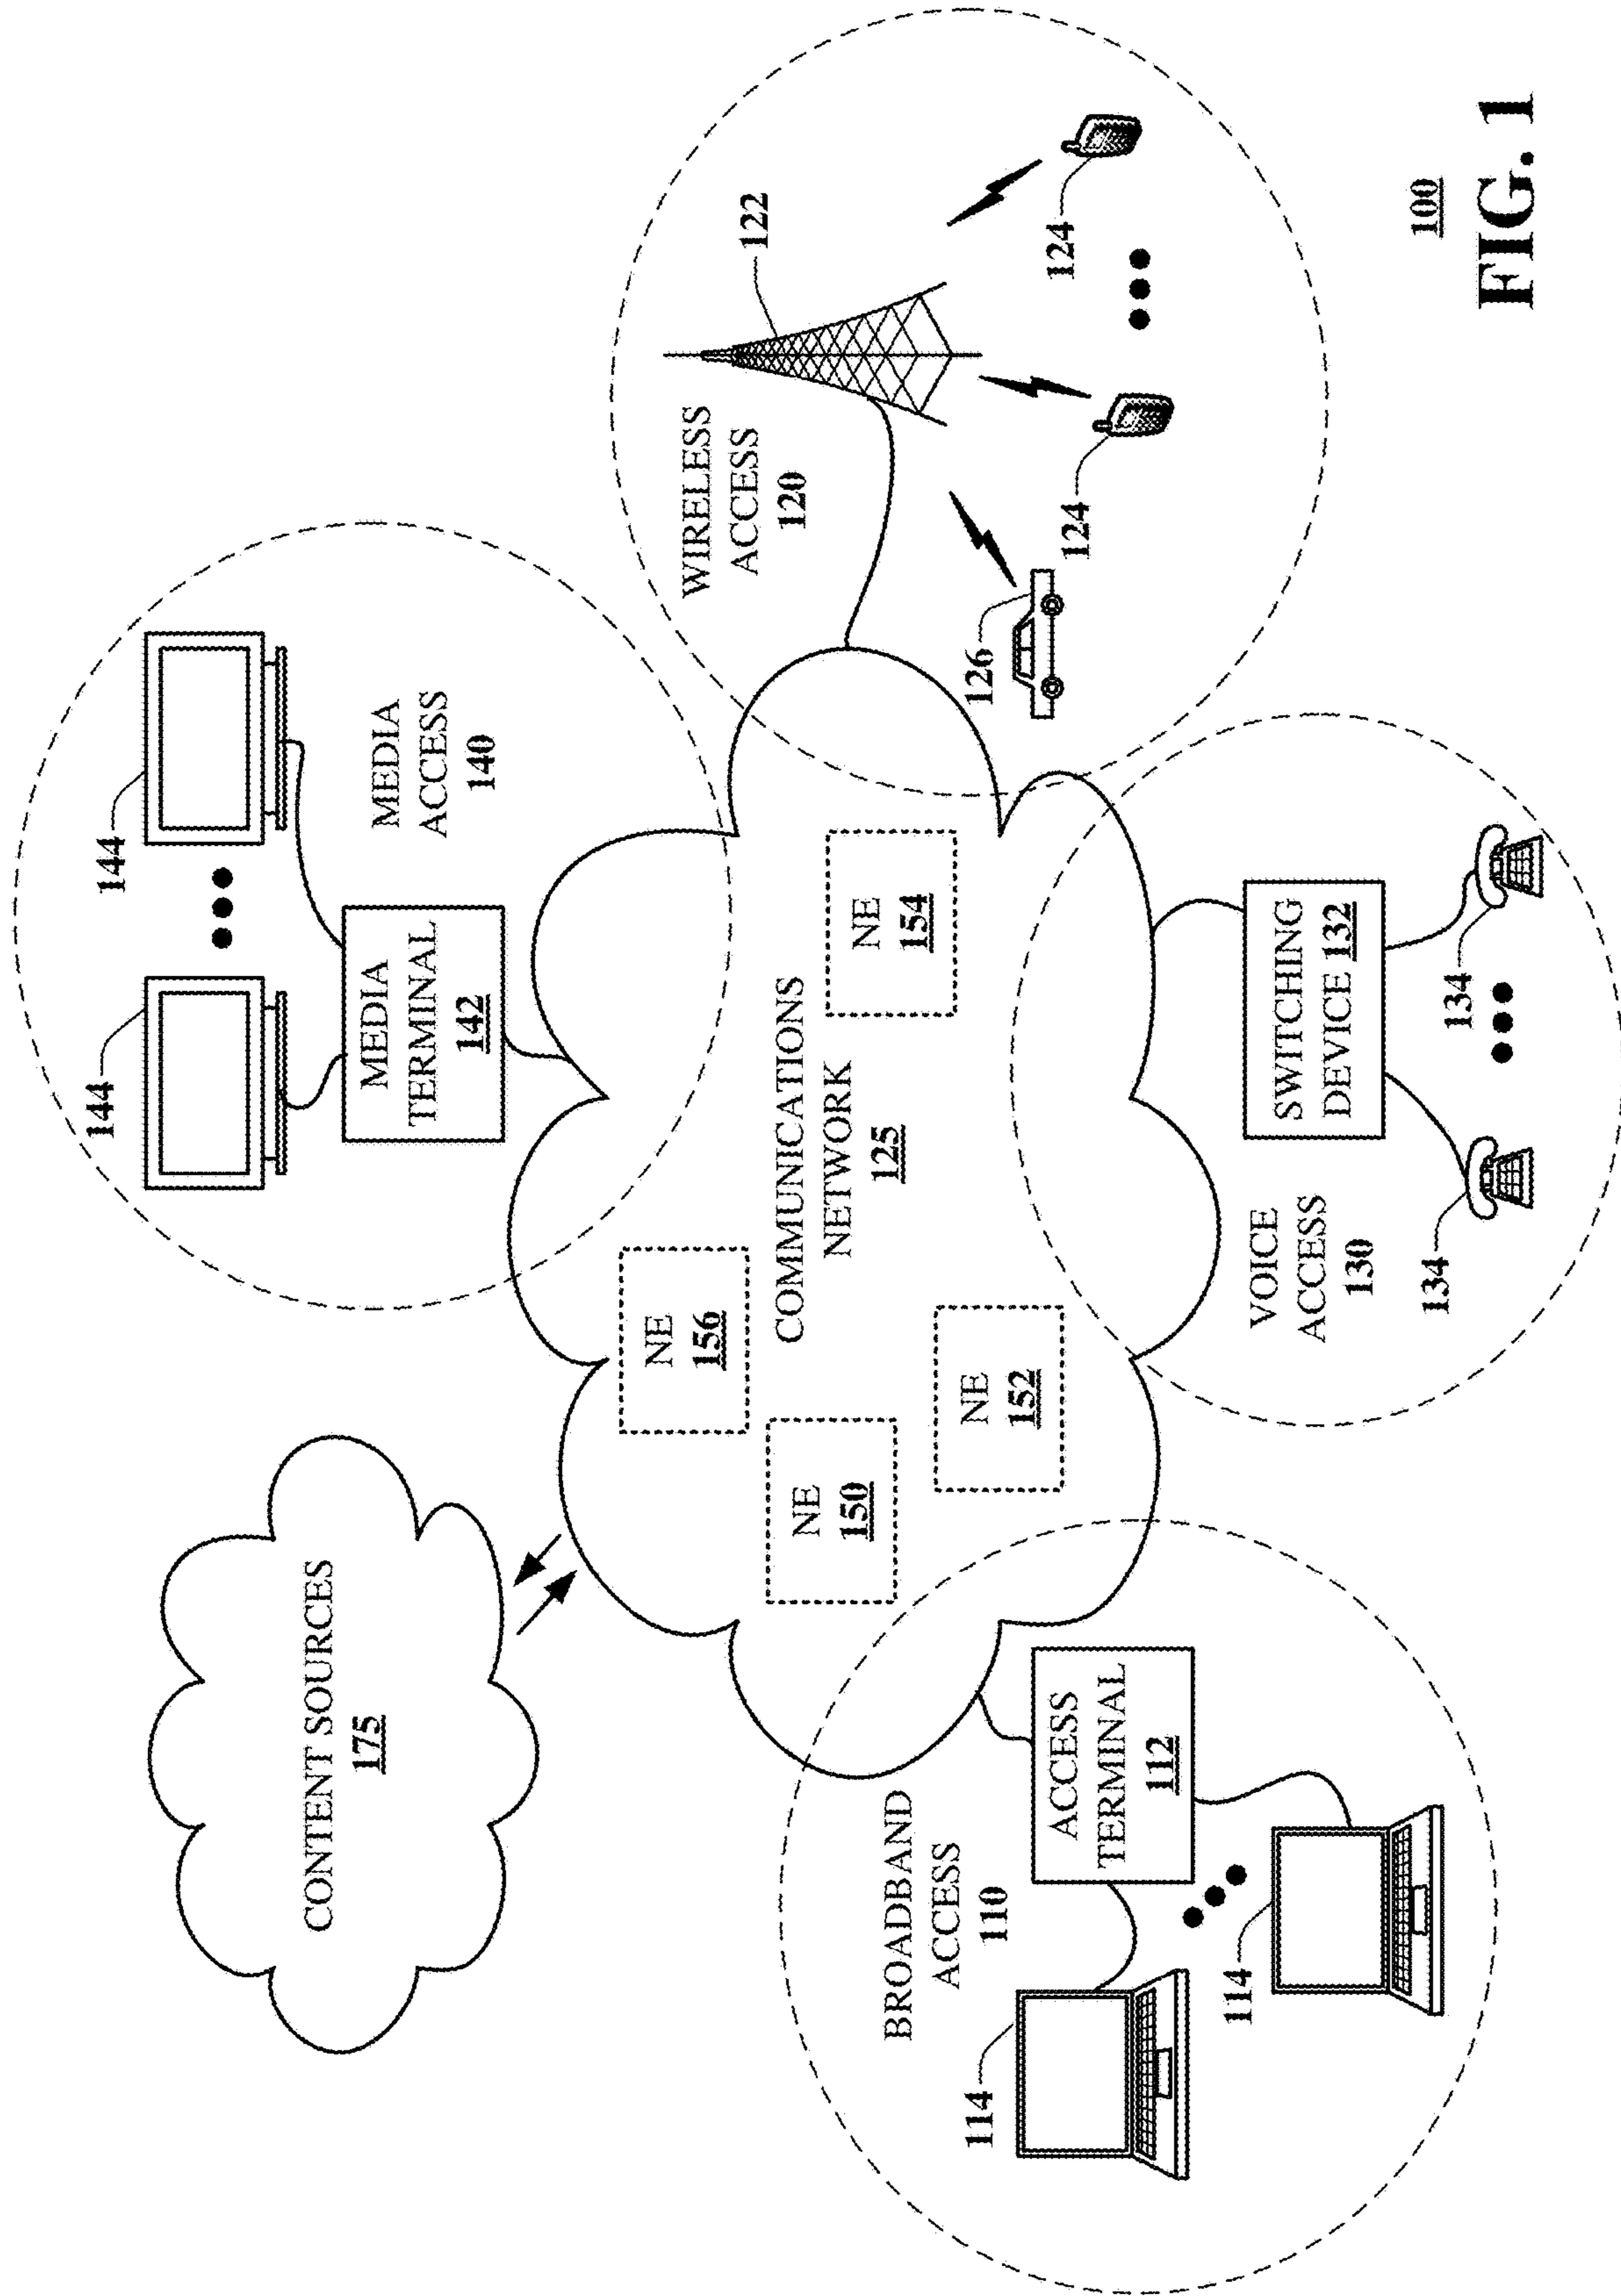 CONTENT SOURCES
175
144
144
MEDIA
TERMINAL
142
MEDIA
ACCESS
140
WIRELESS
ACCESS
120
122
124
124
126
NE
156
NE
150
NE
152
NE
154
COMMUNICATIONS
NETWORK
125
BROADBAND
ACCESS
110
ACCESS
TERMINAL
112
114
114
VOICE
ACCESS
130
SWITCHING
DEVICE 132
134
134
100
FIG. 1